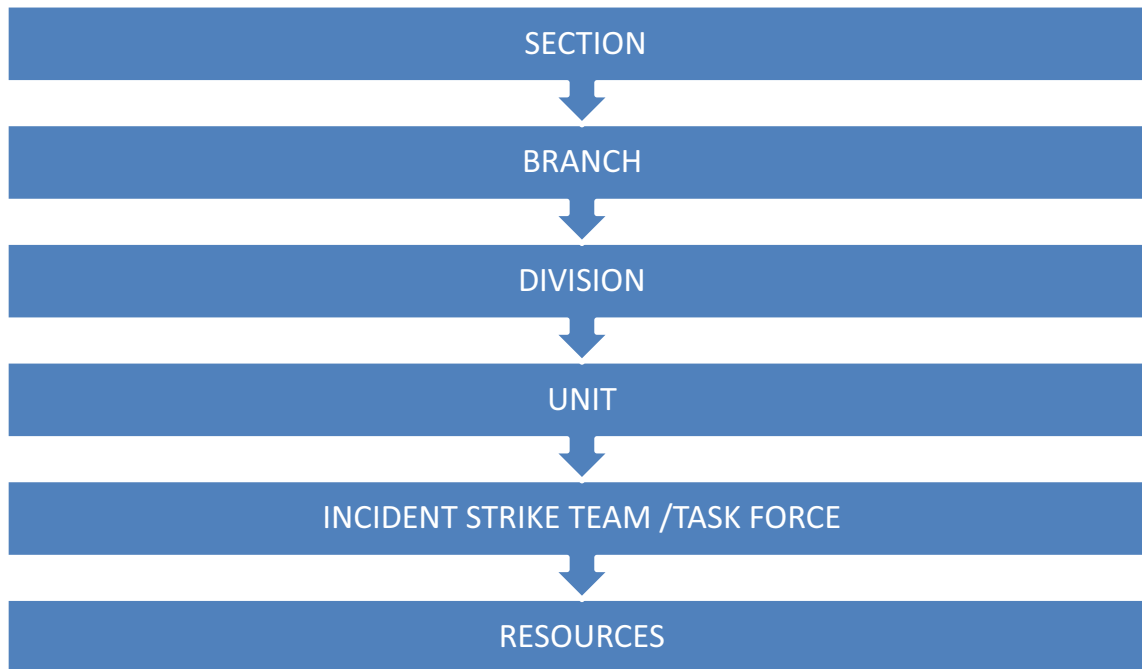 SECTION
BRANCH
DIVISION
UNIT
INCIDENT STRIKE TEAM /TASK FORCE
RESOURCES